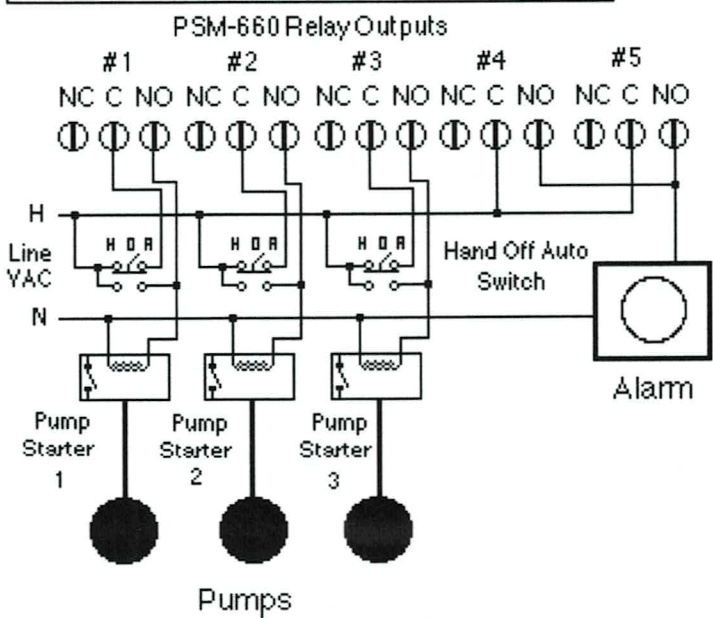 PSM-660 Relay Outputs
#1 #2 #3 #4 #5
NC C NO NC C NO NC C NO NC C NO NC C NO
H
H O A H O A H O A
Line
VAC
Hand Off Auto
Switch
N
Alarm
Pump
Starter
1
Pump
Starter
2
Pump
Starter
3
Pumps